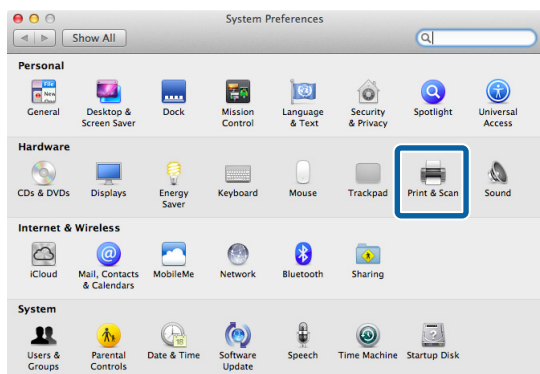 System Preferences
Show All
Personal
General Desktop & Screen Saver Dock Mission Control Language & Text Security & Privacy Spotlight Universal Access
Hardware
CDs & DVDs Displays Energy Saver Keyboard Mouse Trackpad Print & Scan Sound
Internet & Wireless
iCloud Mail, Contacts & Calendars MobileMe Network Bluetooth Sharing
System
Users & Groups Parental Controls Date & Time Software Update Speech Time Machine Startup Disk